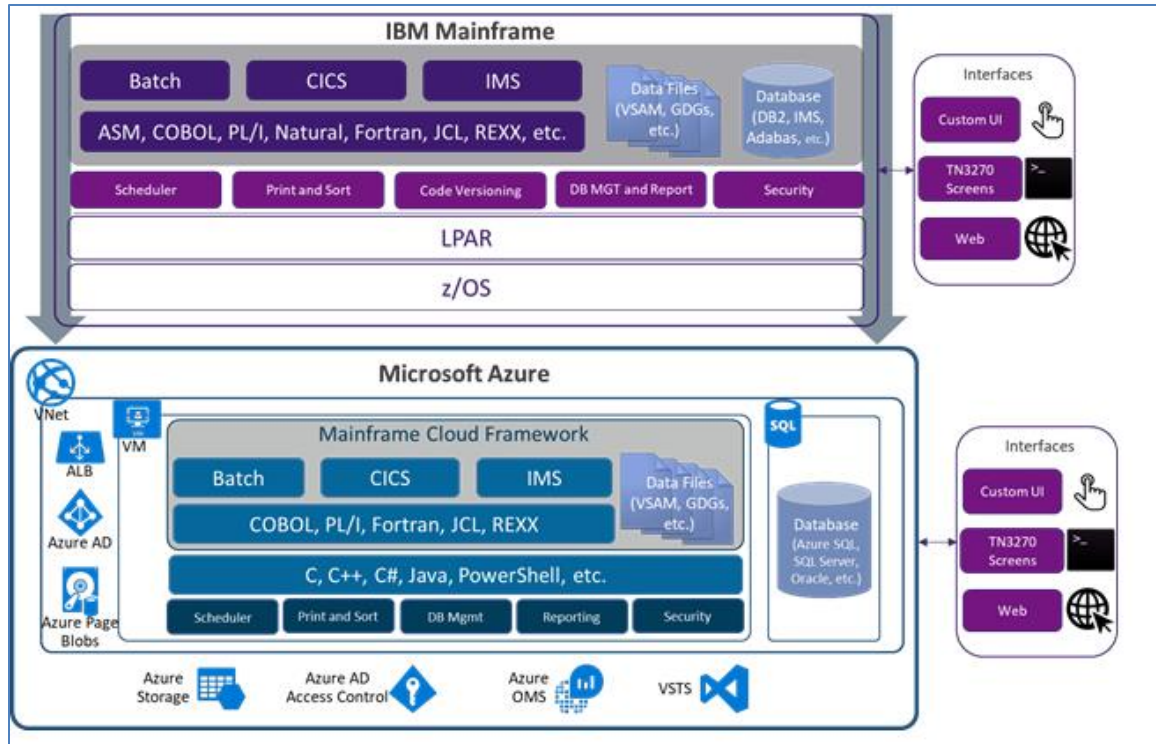 IBM Mainframe
Batch
CICS
IMS
Data Files
(VSAM, GDGs,
etc.)
Database
(DB2, IMS,
Adabas, etc.)
ASM, COBOL, PL/I, Natural, Fortran, JCL, REXX, etc.
Scheduler
Print and Sort
Code Versioning
DB MGT and Report
Security
LPAR
z/OS
Interfaces
Custom UI
TN3270
Screens
>_
Web
Microsoft Azure
VNet
ALB
Azure AD
Azure Page
Blobs
VM
Mainframe Cloud Framework
Batch
CICS
IMS
Data Files
(VSAM, GDGs,
etc.)
COBOL, PL/I, Fortran, JCL, REXX
C, C++, C#, Java, PowerShell, etc.
Scheduler
Print and Sort
DB Mgmt
Reporting
Security
SQL
Database
(Azure SQL,
SQL Server,
Oracle, etc.)
Interfaces
Custom UI
TN3270
Screens
>_
Web
Azure
Storage
Azure AD
Access Control
Azure
OMS
VSTS